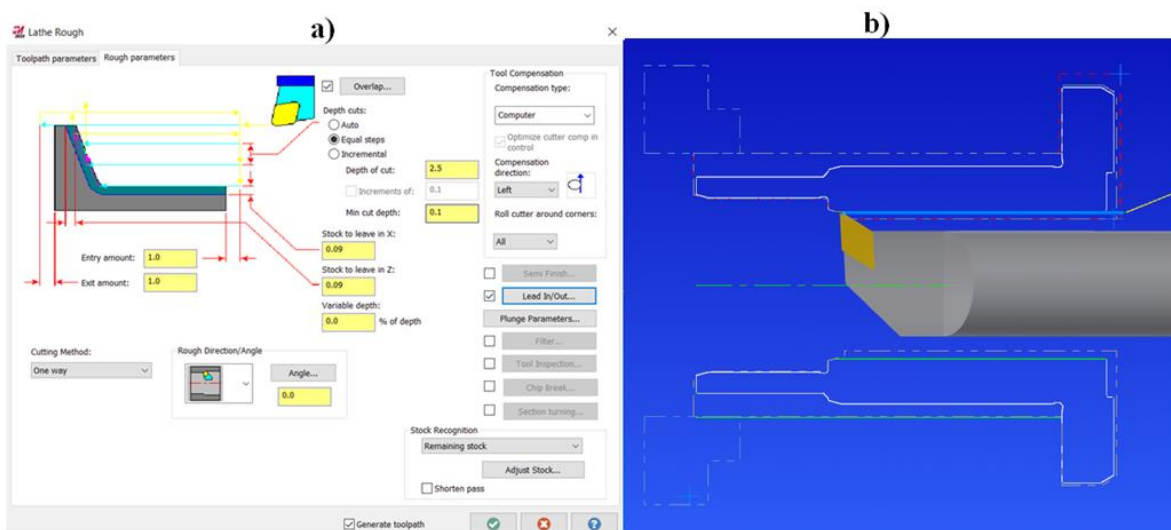 a)
b)
Lathe Rough
Toolpath parameters
Rough parameters
Overlap...
Depth cuts:
Auto
Equal steps
Incremental
Depth of cut:
2.5
Increments of:
0.1
Min cut depth:
0.1
Stock to leave in X:
0.09
Stock to leave in Z:
0.09
Variable depth:
0.0
% of depth
Entry amount:
1.0
Exit amount:
1.0
Cutting Method:
One way
Rough Direction/Angle
Angle...
0.0
Tool Compensation
Compensation type:
Computer
Optimize cutter comp in
control
Compensation
direction:
Left
Roll cutter around corners:
All
Semi Finish...
Lead In/Out...
Plunge Parameters...
Filter...
Tool Inspection...
Chip Break...
Section turning...
Stock Recognition
Remaining stock
Adjust Stock...
Shorten pass
Generate toolpath